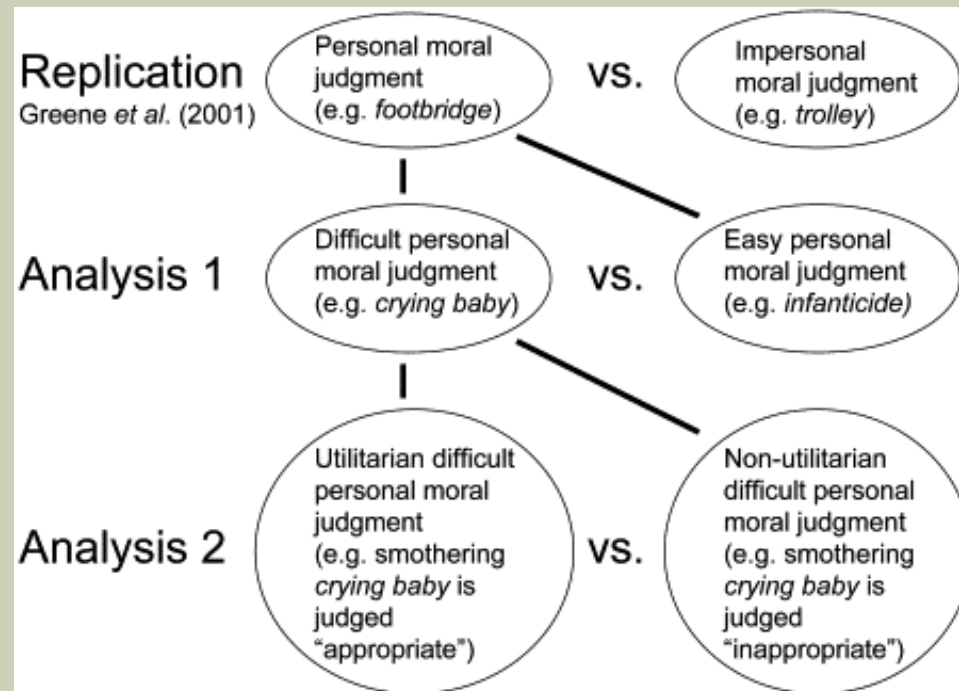 Replication
Greene et al. (2001)
Personal moral
judgment
(e.g. footbridge)
vs.
Impersonal
moral judgment
(e.g. trolley)
Analysis 1
Difficult personal
moral judgment
(e.g. crying baby)
vs.
Easy personal
moral judgment
(e.g. infanticide)
Analysis 2
Utilitarian difficult
personal moral
judgment
(e.g. smothering
crying baby is
judged
“appropriate”)
vs.
Non-utilitarian
difficult personal
moral judgment
(e.g. smothering
crying baby is
judged
“inappropriate”)